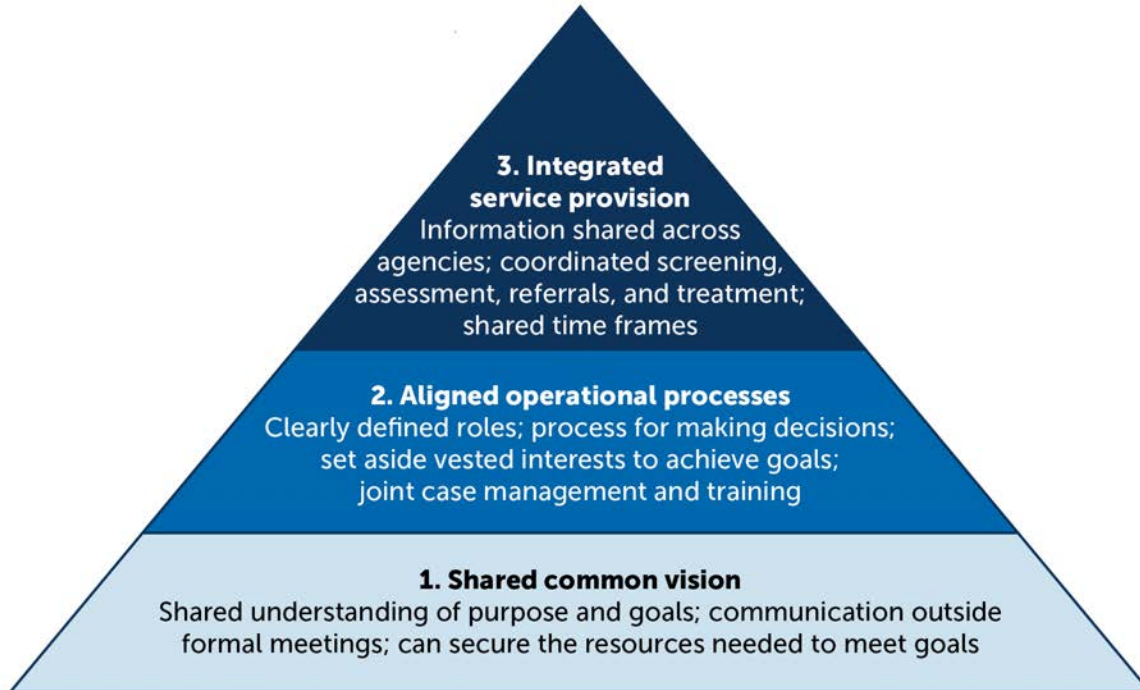 3. Integrated
service provision
Information shared across
agencies; coordinated screening,
assessment, referrals, and treatment;
shared time frames
2. Aligned operational processes
Clearly defined roles; process for making decisions;
set aside vested interests to achieve goals;
joint case management and training
1. Shared common vision
Shared understanding of purpose and goals; communication outside
formal meetings; can secure the resources needed to meet goals